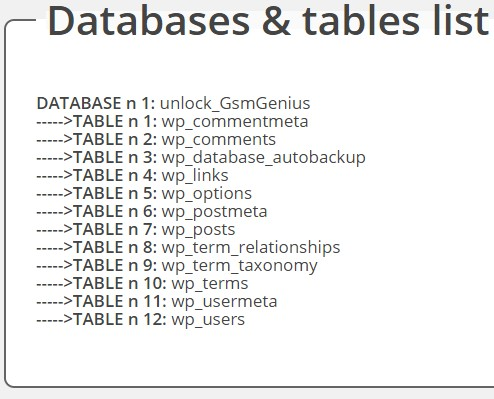 Databases & tables list
DATABASE n 1: unlock_GsmGenius
----->TABLE n 1: wp_commentmeta
----->TABLE n 2: wp_comments
----->TABLE n 3: wp_database_autobackup
----->TABLE n 4: wp_links
----->TABLE n 5: wp_options
----->TABLE n 6: wp_postmeta
----->TABLE n 7: wp_posts
----->TABLE n 8: wp_term_relationships
----->TABLE n 9: wp_term_taxonomy
----->TABLE n 10: wp_terms
----->TABLE n 11: wp_usermeta
----->TABLE n 12: wp_users